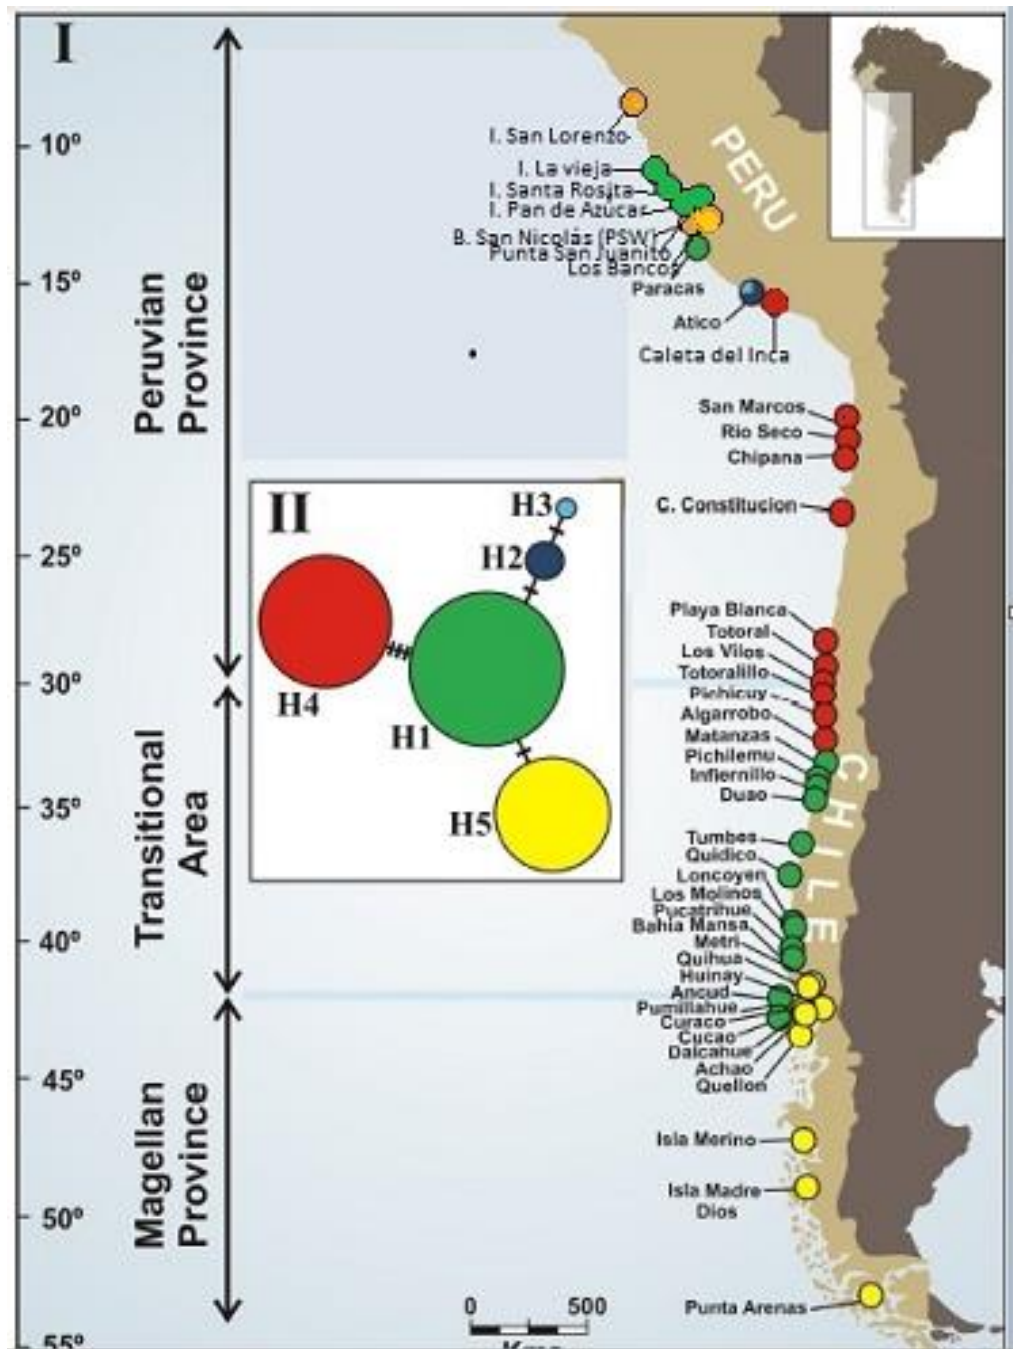 I
10º
15º
20º
25º
30º
35º
40º
45º
50º
55º
Peruvian
Province
Transitional
Area
Magellan
Province
PERU
CHILE
I. San Lorenzo
I. La vieja
I. Santa Rosita
I. Pan de Azúcar
B. San Nicolás (PSW)
Punta San Juanito
Los Bancos
Paracas
Atico
Caleta del Inca
San Marcos
Rio Seco
Chipana
C. Constitucion
Playa Blanca
Totoral
Los Vilos
Totoralillo
Pichicuy
Algarrobo
Matanzas
Pichilemu
Infiernillo
Duao
Tumbes
Quidico
Loncoyen
Los Molinos
Pucatrihue
Bahia Mansa
Metri
Quihua
Huinay
Ancud
Pumillahue
Curaco
Cucao
Dalcahue
Achao
Quellon
Isla Merino
Isla Madre
Dios
Punta Arenas
II
H3
H2
H4
H1
H5
0 500
Kms